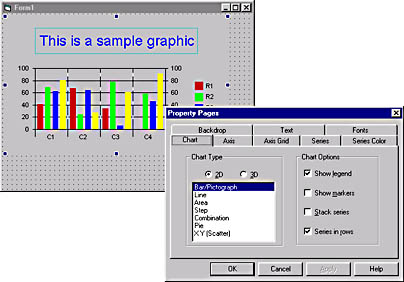 Form1
This is a sample graphic
100
80
60
40
20
0
100
80
60
40
20
0
C1 C2 C3 C4
R1
R2
Property Pages
Backdrop Text Fonts
Chart Axis Axis Grid Series Series Color
Chart Type
2D 3D
Bar/Pictograph
Line
Area
Step
Combination
Pie
XY (Scatter)
Chart Options
Show legend
Show markers
Stack series
Series in rows
OK Cancel Apply Help